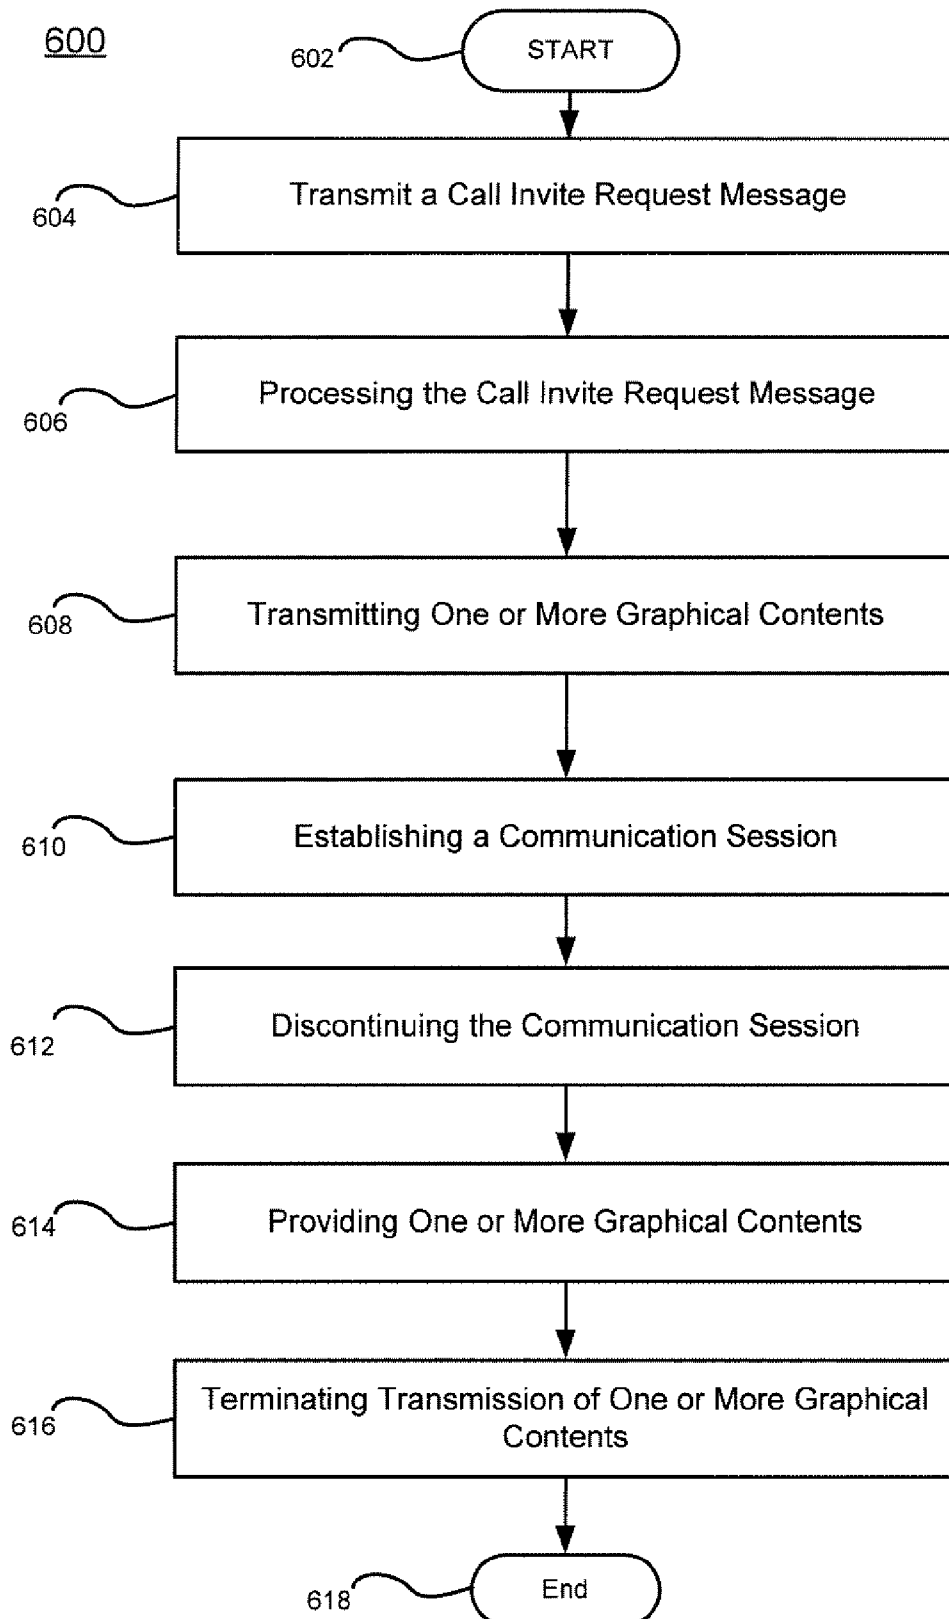 600
602
START
Transmit a Call Invite Request Message
604
Processing the Call Invite Request Message
606
Transmitting One or More Graphical Contents
608
Establishing a Communication Session
610
Discontinuing the Communication Session
612
Providing One or More Graphical Contents
614
Terminating Transmission of One or More Graphical
Contents
616
End
618